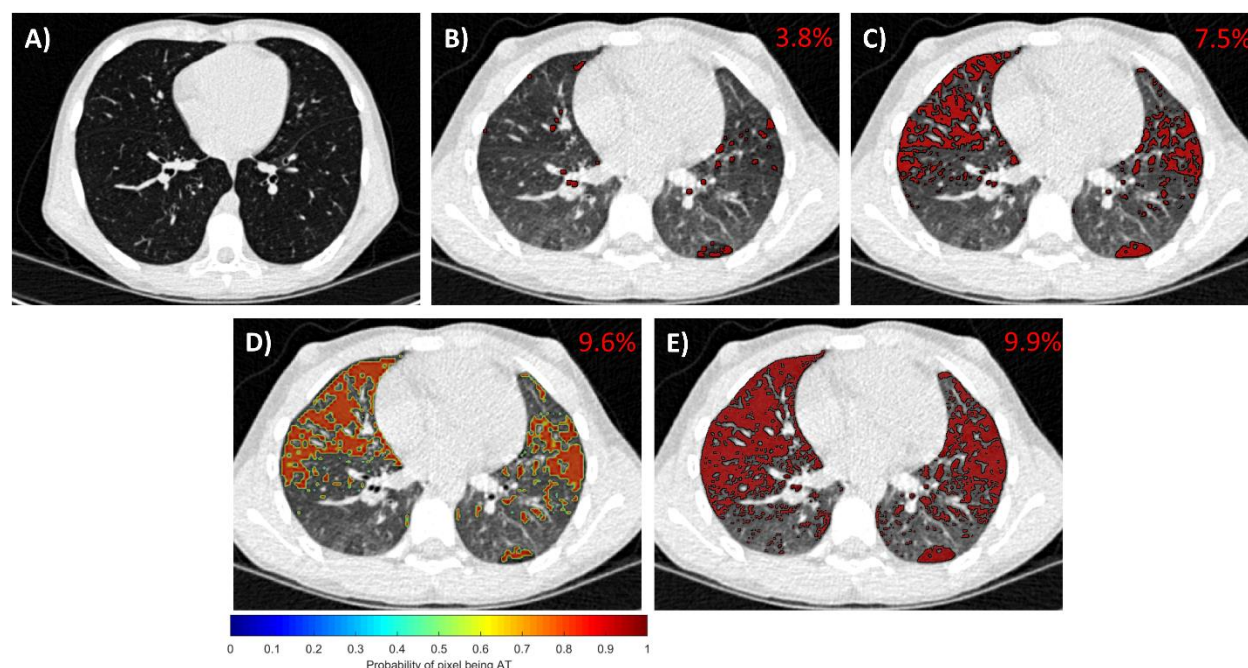 A)
B)
3.8%
C)
7.5%
D)
9.6%
E)
9.9%
0 0.1 0.2 0.3 0.4 0.5 0.6 0.7 0.8 0.9 1
Probability of pixel being AT